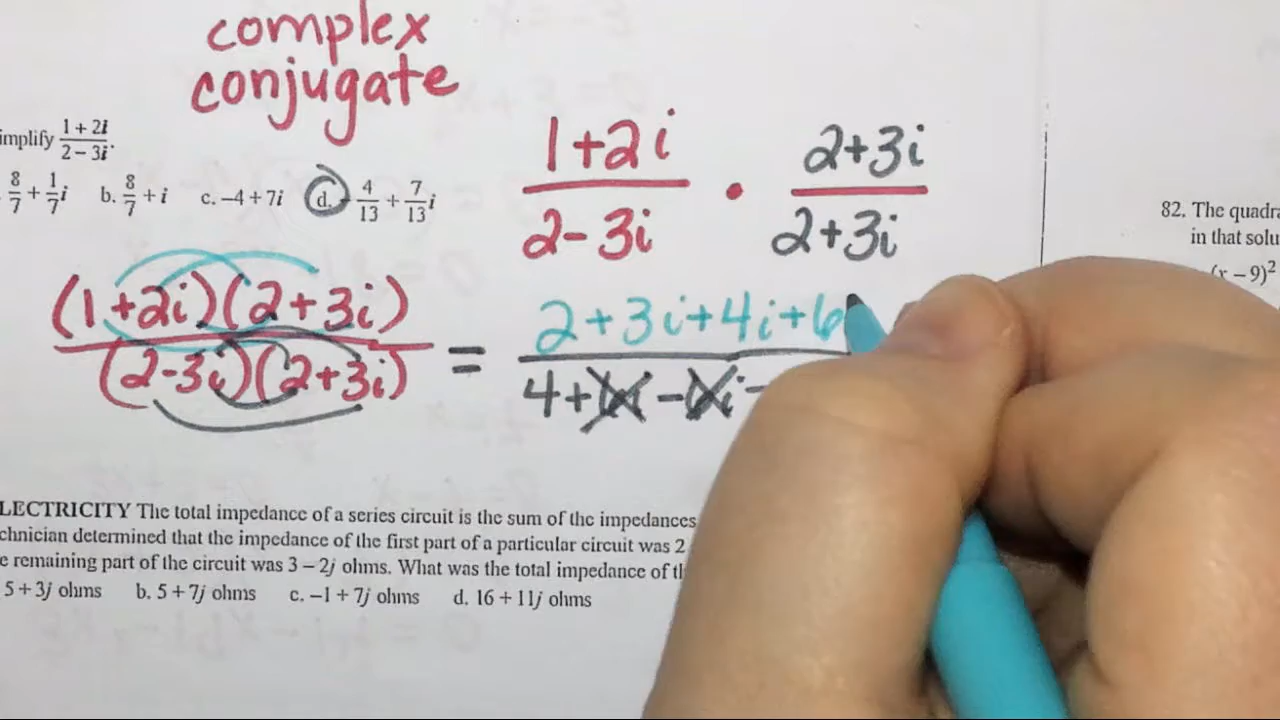 complex
conjugate
implify (1 + 2i)/(2 – 3i).
8/7 + 1/7 i b. 8/7 + i c. –4 + 7i d. 4/13 + 7/13 i
(1+2i)/(2-3i) • (2+3i)/(2+3i)
(1+2i)(2+3i)/(2-3i)(2+3i) = 2+3i+4i+6
4+ - i -
82. The quadr
in that solu
(x – 9)²
LECTRICITY The total impedance of a series circuit is the sum of the impedances
chnician determined that the impedance of the first part of a particular circuit was 2
e remaining part of the circuit was 3 – 2j ohms. What was the total impedance of th
5 + 3j ohms b. 5 + 7j ohms c. –1 + 7j ohms d. 16 + 11j ohms